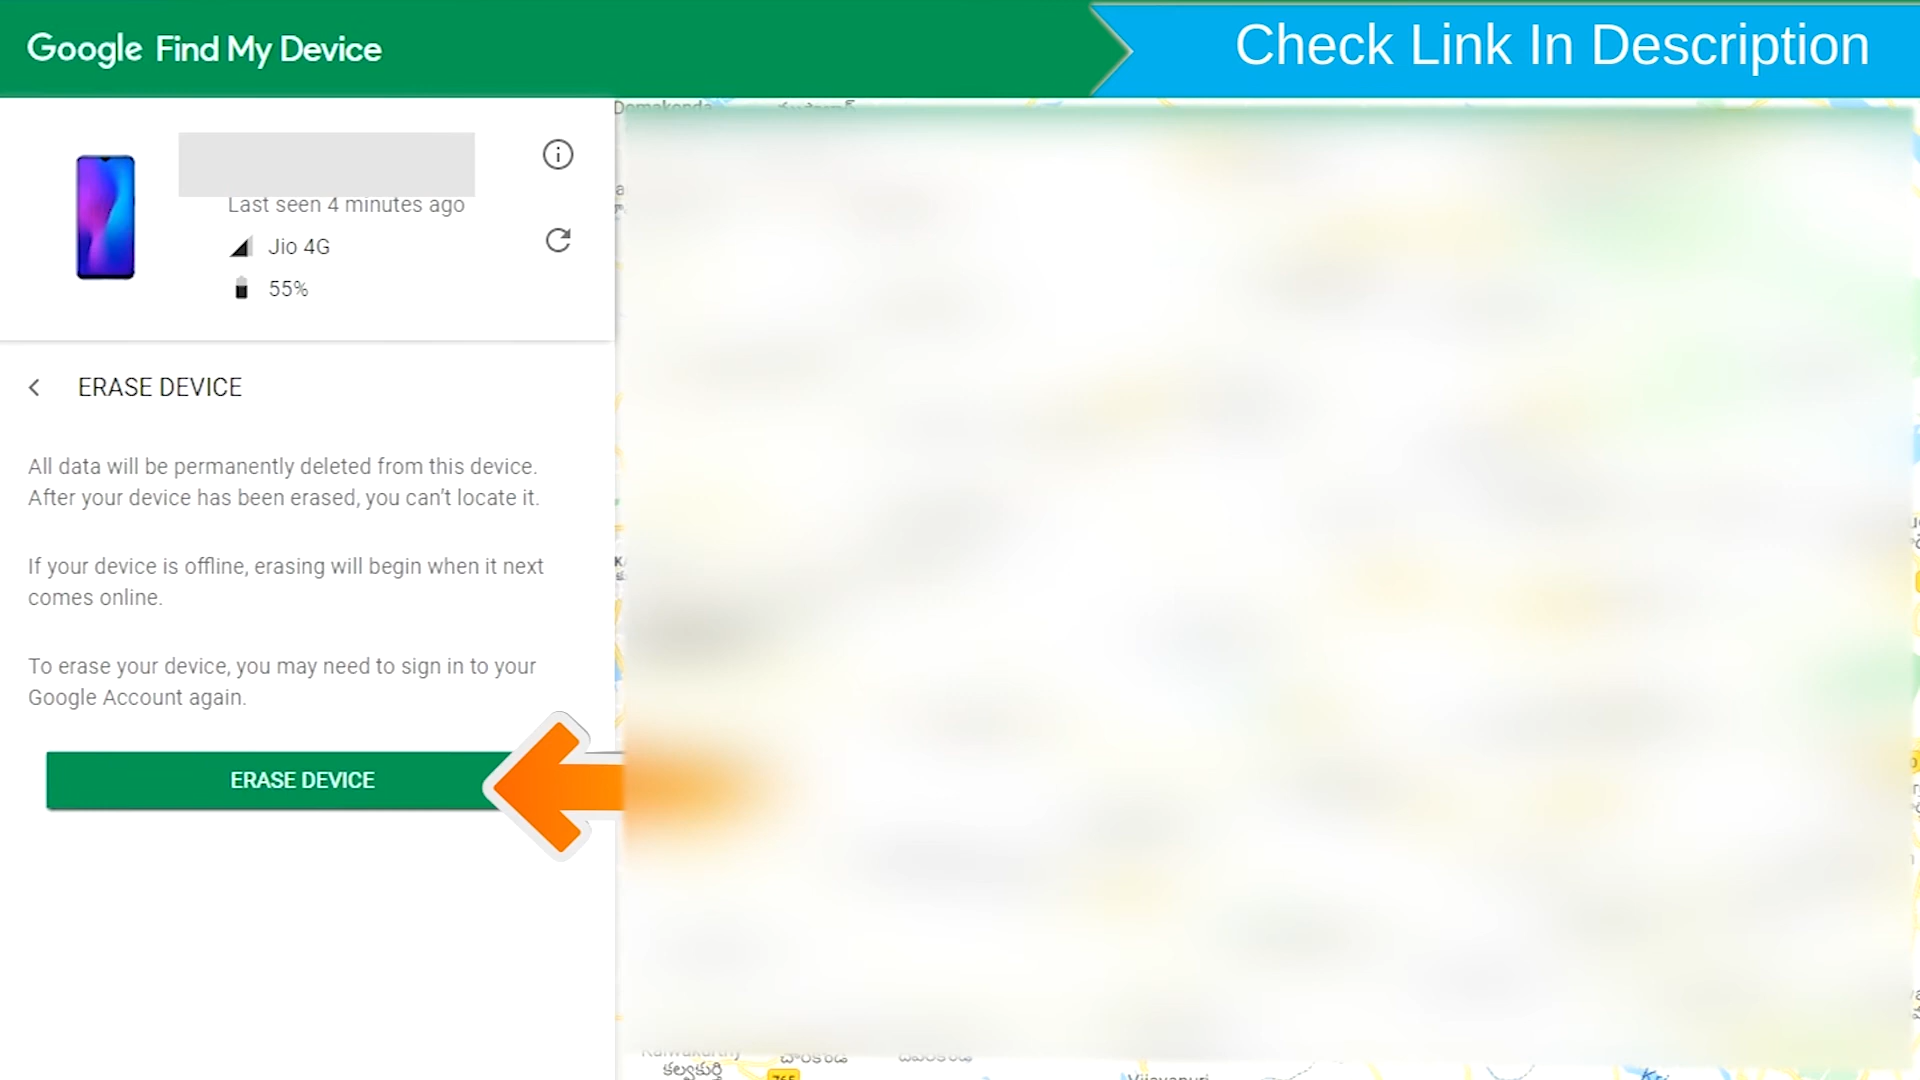 Google Find My Device
Check Link In Description
Last seen 4 minutes ago
Jio 4G
55%
ERASE DEVICE
All data will be permanently deleted from this device.
After your device has been erased, you can't locate it.
If your device is offline, erasing will begin when it next
comes online.
To erase your device, you may need to sign in to your
Google Account again.
ERASE DEVICE
కల్వకుర్తి
765